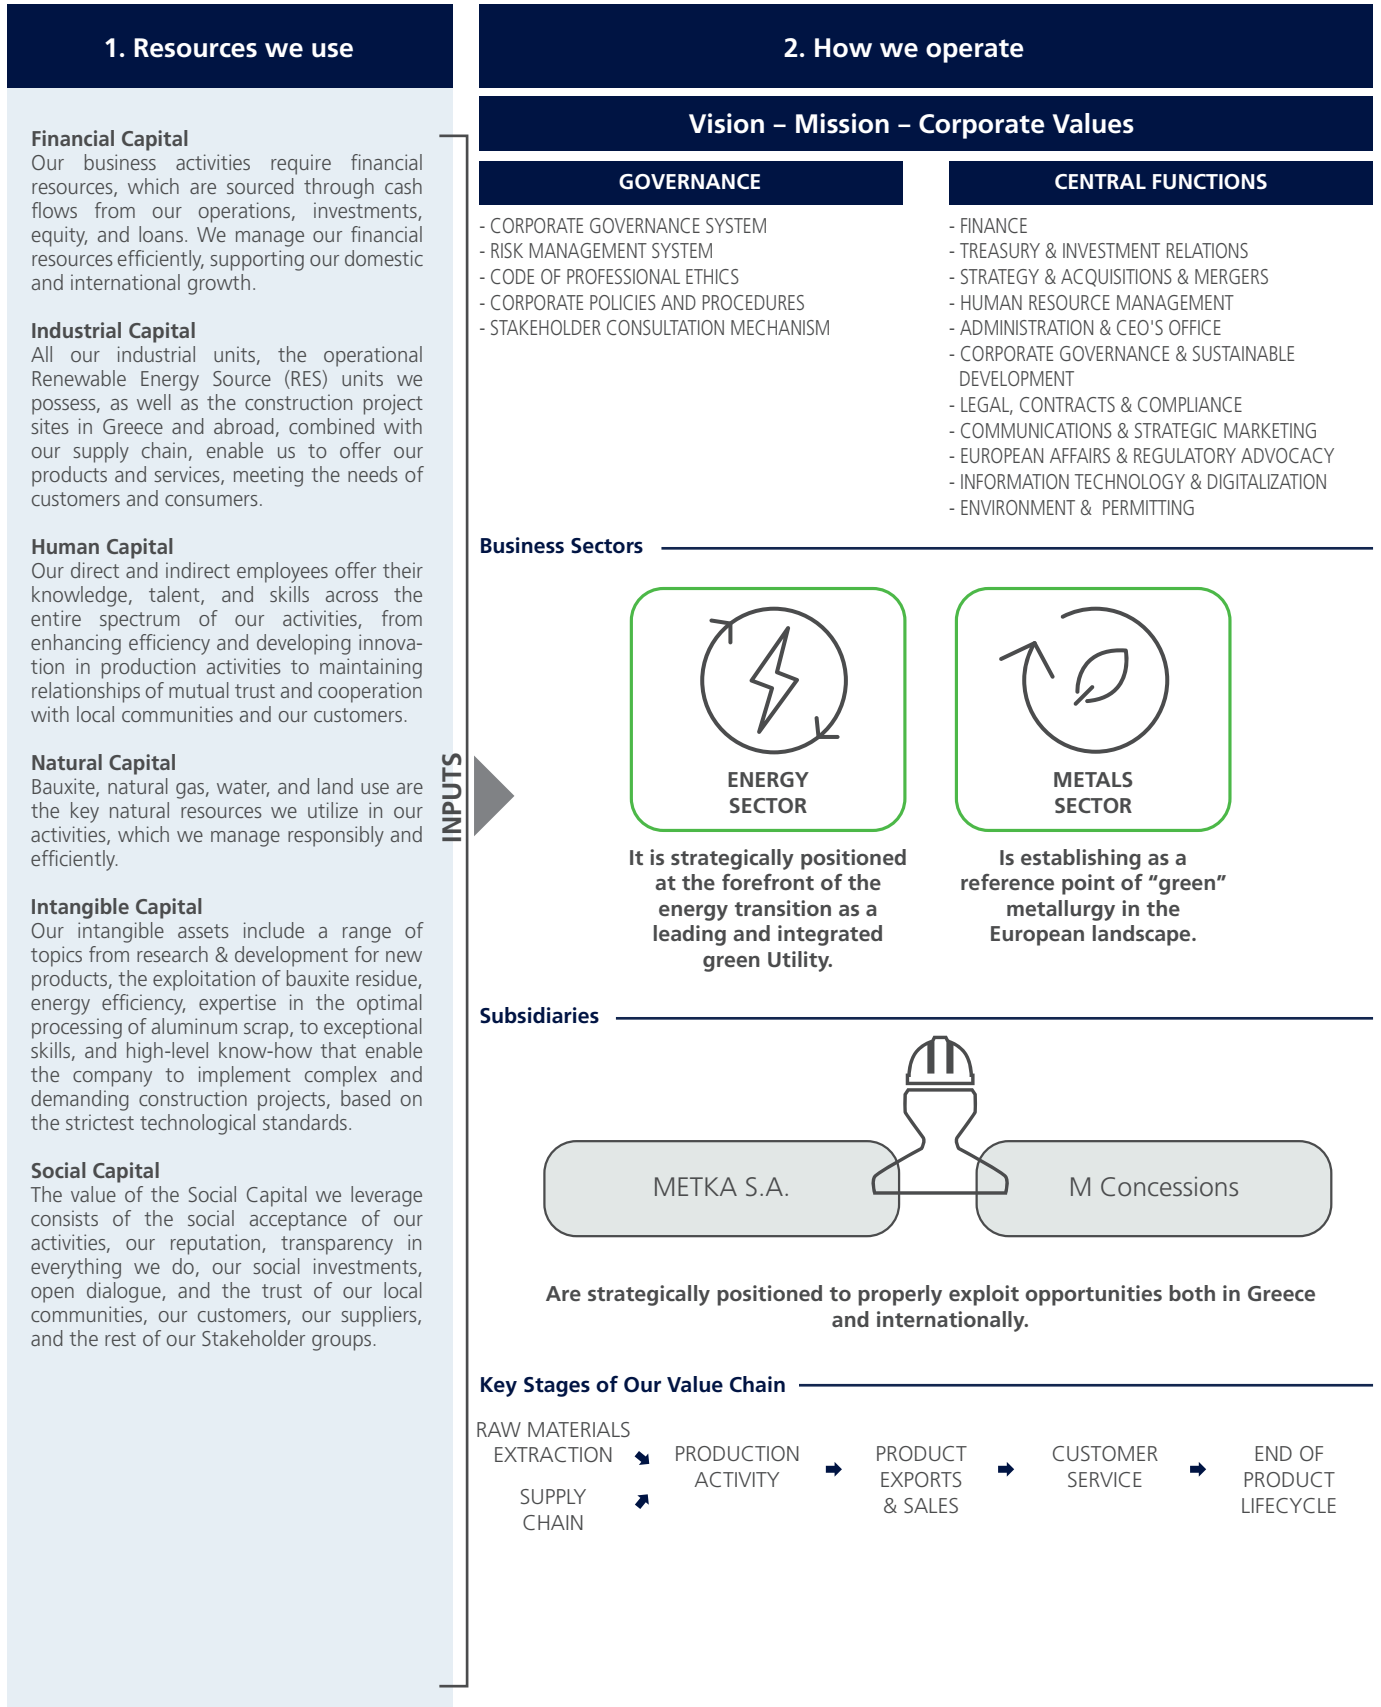 1. Resources we use
Financial Capital
Our business activities require financial
resources, which are sourced through cash
flows from our operations, investments,
equity, and loans. We manage our financial
resources efficiently, supporting our domestic
and international growth.
Industrial Capital
All our industrial units, the operational
Renewable Energy Source (RES) units we
possess, as well as the construction project
sites in Greece and abroad, combined with
our supply chain, enable us to offer our
products and services, meeting the needs of
customers and consumers.
Human Capital
Our direct and indirect employees offer their
knowledge, talent, and skills across the
entire spectrum of our activities, from
enhancing efficiency and developing innova-
tion in production activities to maintaining
relationships of mutual trust and cooperation
with local communities and our customers.
Natural Capital
Bauxite, natural gas, water, and land use are
the key natural resources we utilize in our
activities, which we manage responsibly and
efficiently.
Intangible Capital
Our intangible assets include a range of
topics from research & development for new
products, the exploitation of bauxite residue,
energy efficiency, expertise in the optimal
processing of aluminum scrap, to exceptional
skills, and high-level know-how that enable
the company to implement complex and
demanding construction projects, based on
the strictest technological standards.
Social Capital
The value of the Social Capital we leverage
consists of the social acceptance of our
activities, our reputation, transparency in
everything we do, our social investments,
open dialogue, and the trust of our local
communities, our customers, our suppliers,
and the rest of our Stakeholder groups.
INPUTS
2. How we operate
Vision – Mission – Corporate Values
GOVERNANCE
- CORPORATE GOVERNANCE SYSTEM
- RISK MANAGEMENT SYSTEM
- CODE OF PROFESSIONAL ETHICS
- CORPORATE POLICIES AND PROCEDURES
- STAKEHOLDER CONSULTATION MECHANISM
CENTRAL FUNCTIONS
- FINANCE
- TREASURY & INVESTMENT RELATIONS
- STRATEGY & ACQUISITIONS & MERGERS
- HUMAN RESOURCE MANAGEMENT
- ADMINISTRATION & CEO'S OFFICE
- CORPORATE GOVERNANCE & SUSTAINABLE
DEVELOPMENT
- LEGAL, CONTRACTS & COMPLIANCE
- COMMUNICATIONS & STRATEGIC MARKETING
- EUROPEAN AFFAIRS & REGULATORY ADVOCACY
- INFORMATION TECHNOLOGY & DIGITALIZATION
- ENVIRONMENT & PERMITTING
Business Sectors
ENERGY
SECTOR
It is strategically positioned
at the forefront of the
energy transition as a
leading and integrated
green Utility.
METALS
SECTOR
Is establishing as a
reference point of “green”
metallurgy in the
European landscape.
Subsidiaries
METKA S.A.
M Concessions
Are strategically positioned to properly exploit opportunities both in Greece
and internationally.
Key Stages of Our Value Chain
RAW MATERIALS
EXTRACTION
SUPPLY
CHAIN
PRODUCTION
ACTIVITY
PRODUCT
EXPORTS
& SALES
CUSTOMER
SERVICE
END OF
PRODUCT
LIFECYCLE